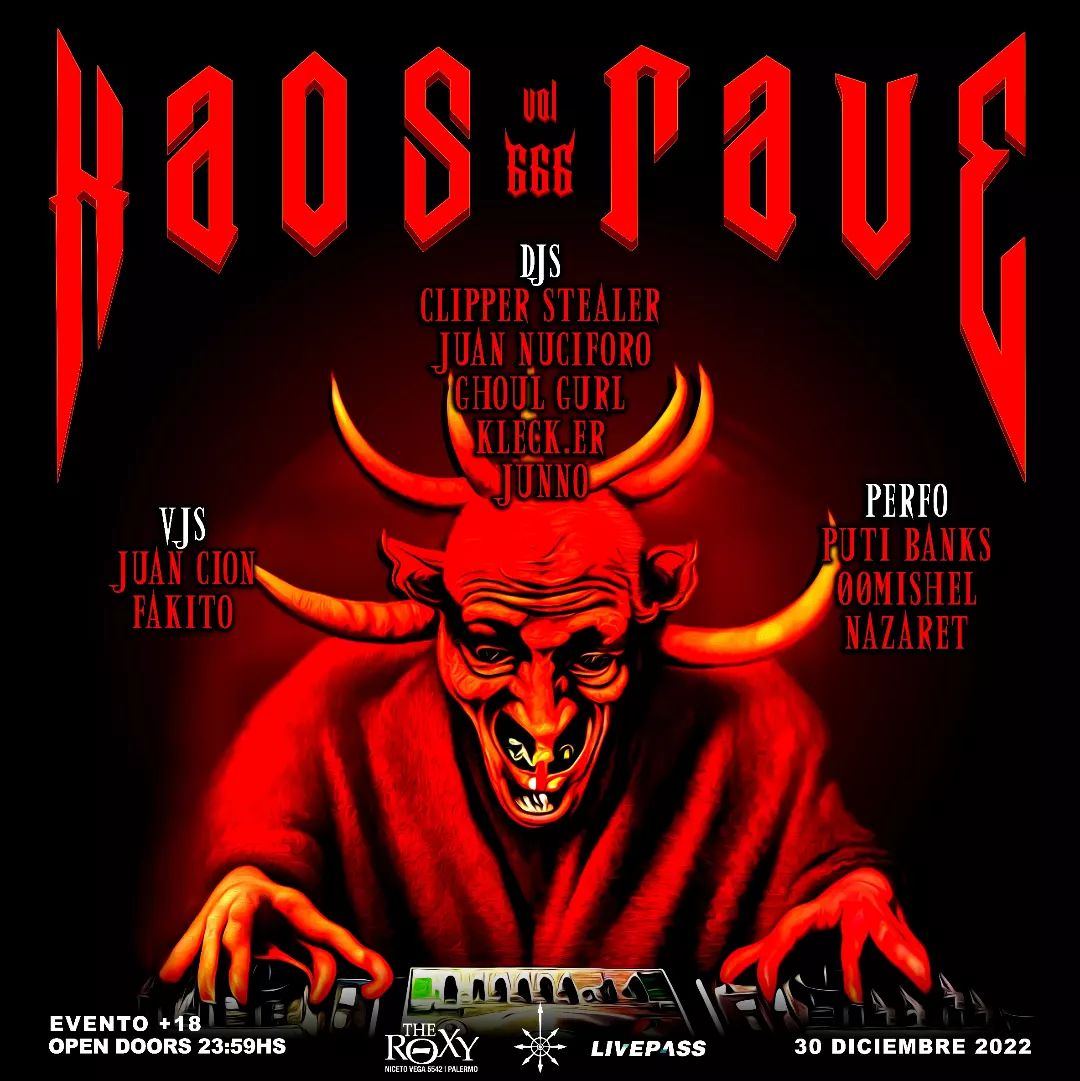 Kaos rave
vol
666
DJS
CLIPPER STEALER
JUAN NUCIFORO
GHOUL GURL
KLECK.ER
JUNNO
VJS
JUAN CION
FAKITO
PERFO
PUTI BANKS
00MISHEL
NAZARET
EVENTO +18
OPEN DOORS 23:59HS
THE
ROXY
NICETO VEGA 5542 | PALERMO
LIVEPASS
30 DICIEMBRE 2022